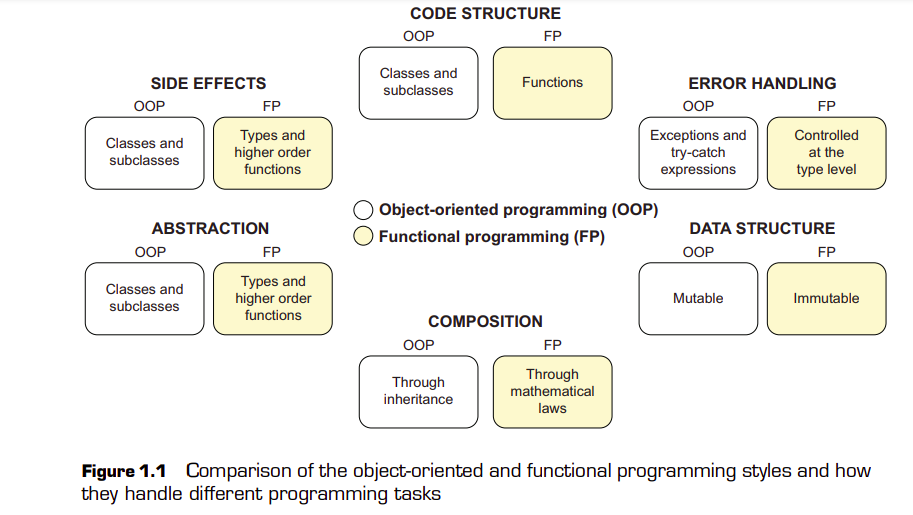 CODE STRUCTURE
OOP FP
Classes and
subclasses
Functions
SIDE EFFECTS
OOP FP
Classes and
subclasses
Types and
higher order
functions
ERROR HANDLING
OOP FP
Exceptions and
try-catch
expressions
Controlled
at the
type level
Object-oriented programming (OOP)
Functional programming (FP)
ABSTRACTION
OOP FP
Classes and
subclasses
Types and
higher order
functions
DATA STRUCTURE
OOP FP
Mutable
Immutable
COMPOSITION
OOP FP
Through
inheritance
Through
mathematical
laws
Figure 1.1 Comparison of the object-oriented and functional programming styles and how
they handle different programming tasks